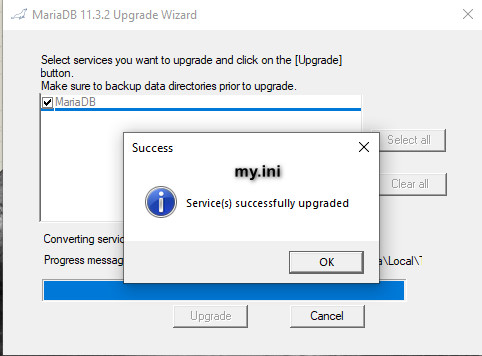 MariaDB 11.3.2 Upgrade Wizard
Select services you want to upgrade and click on the [Upgrade]
button.
Make sure to backup data directories prior to upgrade.
MariaDB
Select all
Clear all
Success
my.ini
Service(s) successfully upgraded
OK
Converting servic
Progress messag
a\Local\
Upgrade
Cancel